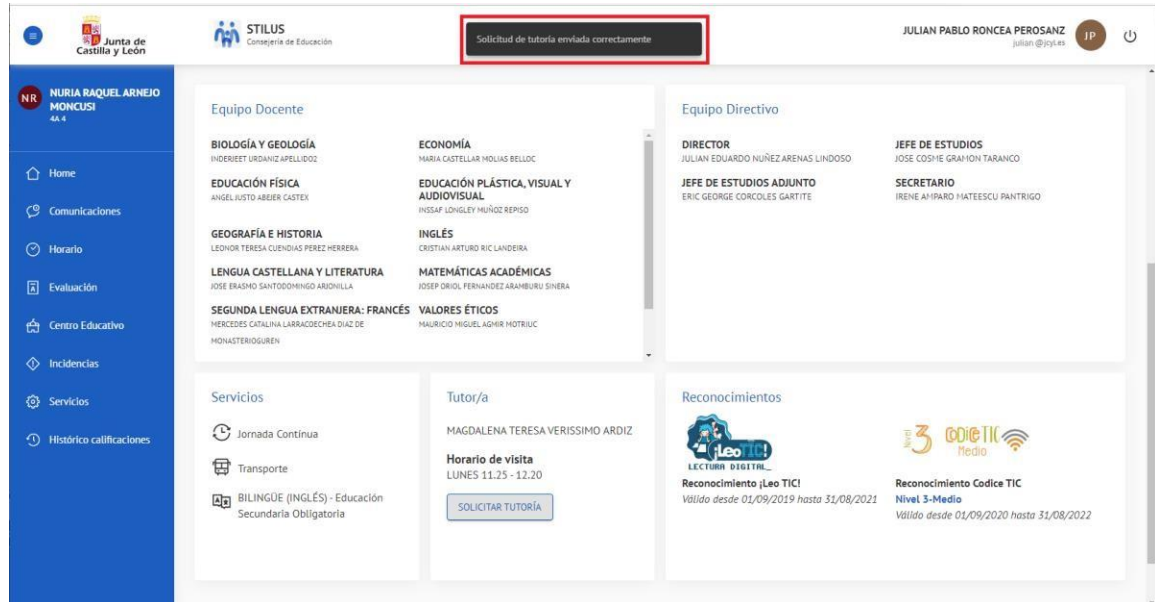 Junta de
Castilla y León
STILUS
Consejería de Educación
Solicitud de tutoría enviada correctamente
JULIAN PABLO RONCEA PEROSANZ
julian @jcyl.es
JP
NR
NURIA RAQUEL ARNEJO
MONCUSI
4A 4
Home
Comunicaciones
Horario
Evaluación
Centro Educativo
Incidencias
Servicios
Histórico calificaciones
Equipo Docente
BIOLOGÍA Y GEOLOGÍA
INDERJEET URDANIZ APELLIDO2
ECONOMÍA
MARIA CASTELLAR MOLIAS BELLOC
EDUCACIÓN FÍSICA
ANGEL JUSTO ABEJER CASTEX
EDUCACIÓN PLÁSTICA, VISUAL Y
AUDIOVISUAL
INSSAF LONGLEY MUÑOZ REPISO
GEOGRAFÍA E HISTORIA
LEONOR TERESA CUENDIAS PEREZ HERRERA
INGLÉS
CRISTIAN ARTURO RIC LANDEIRA
LENGUA CASTELLANA Y LITERATURA
JOSE ERASMO SANTODOMINGO ARJONILLA
MATEMÁTICAS ACADÉMICAS
JOSEP ORIOL FERNANDEZ ARAMBURU SINERA
SEGUNDA LENGUA EXTRANJERA: FRANCÉS
MERCEDES CATALINA LARRACOECHEA DIAZ DE
MONASTERIOGUREN
VALORES ÉTICOS
MAURICIO MIGUEL AGMIR MOTRIUC
Equipo Directivo
DIRECTOR
JULIAN EDUARDO NUÑEZ ARENAS LINDOSO
JEFE DE ESTUDIOS
JOSE COSME GRAMON TARANCO
JEFE DE ESTUDIOS ADJUNTO
ERIC GEORGE CORCOLES GARTITE
SECRETARIO
IRENE AMPARO MATEESCU PANTRIGO
Servicios
Jornada Continua
Transporte
BILINGÜE (INGLÉS) - Educación
Secundaria Obligatoria
Tutor/a
MAGDALENA TERESA VERISSIMO ARDIZ
Horario de visita
LUNES 11.25 - 12.20
SOLICITAR TUTORÍA
Reconocimientos
¡LeoTIC!
LECTURA DIGITAL_
Reconocimiento ¡Leo TIC!
Válido desde 01/09/2019 hasta 31/08/2021
Nivel 3 CODICE TIC
Medio
Reconocimiento Codice TIC
Nivel 3-Medio
Válido desde 01/09/2020 hasta 31/08/2022